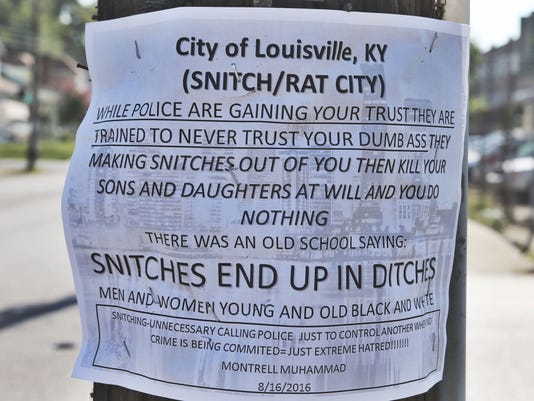 City of Louisville, KY
(SNITCH/RAT CITY)
WHILE POLICE ARE GAINING YOUR TRUST THEY ARE
TRAINED TO NEVER TRUST YOUR DUMB ASS THEY
MAKING SNITCHES OUT OF YOU THEN KILL YOUR
SONS AND DAUGHTERS AT WILL AND YOU DO
NOTHING
THERE WAS AN OLD SCHOOL SAYING:
SNITCHES END UP IN DITCHES
MEN AND WOMEN YOUNG AND OLD BLACK AND WHITE
SNITCHING-UNNECESSARY CALLING POLICE JUST TO CONTROL ANOTHER WHEN NO
CRIME IS BEING COMMITED=JUST EXTREME HATRED!!!!!!!
MONTRELL MUHAMMAD
8/16/2016